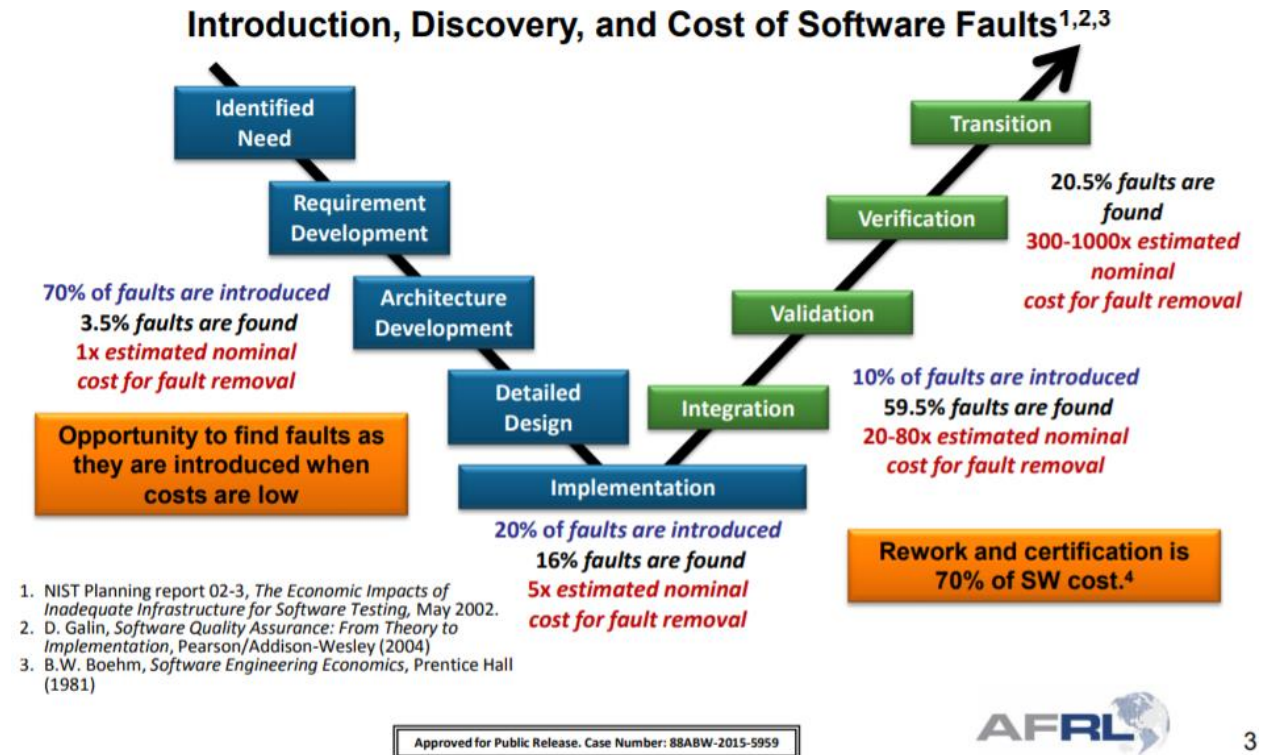 Introduction, Discovery, and Cost of Software Faults1,2,3
Identified
Need
Requirement
Development
Architecture
Development
Detailed
Design
Implementation
Integration
Validation
Verification
Transition
70% of faults are introduced
3.5% faults are found
1x estimated nominal
cost for fault removal
Opportunity to find faults as
they are introduced when
costs are low
20% of faults are introduced
16% faults are found
5x estimated nominal
cost for fault removal
10% of faults are introduced
59.5% faults are found
20-80x estimated nominal
cost for fault removal
20.5% faults are
found
300-1000x estimated
nominal
cost for fault removal
Rework and certification is
70% of SW cost.4
1. NIST Planning report 02-3, The Economic Impacts of
Inadequate Infrastructure for Software Testing, May 2002.
2. D. Galin, Software Quality Assurance: From Theory to
Implementation, Pearson/Addison-Wesley (2004)
3. B.W. Boehm, Software Engineering Economics, Prentice Hall
(1981)
Approved for Public Release. Case Number: 88ABW-2015-5959
AFRL
3